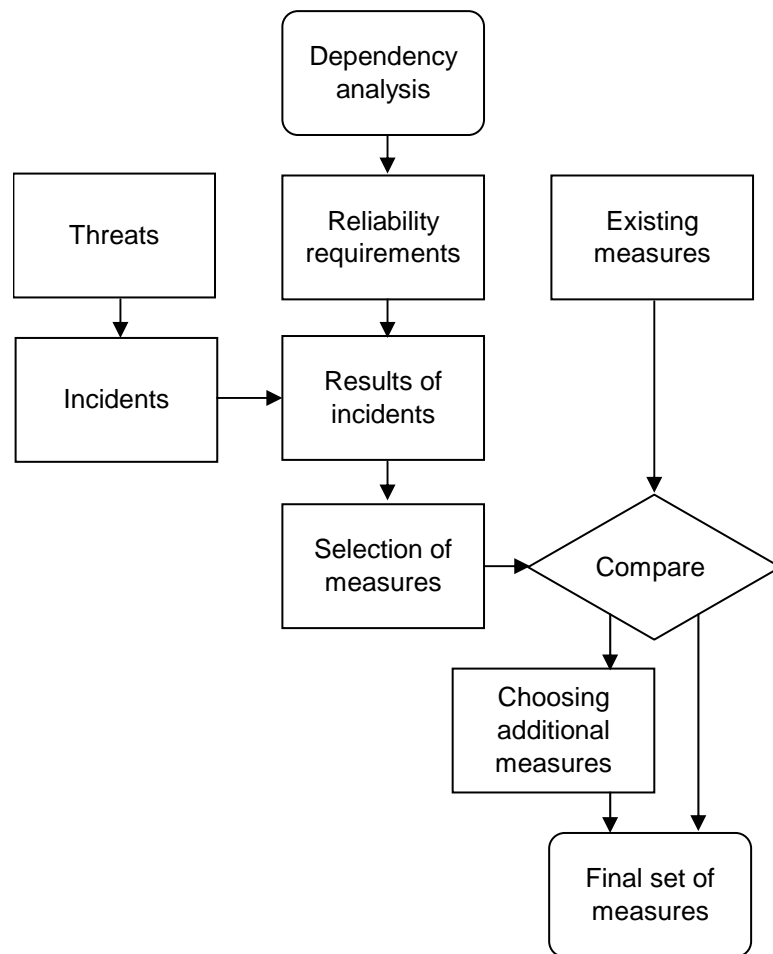 Dependency
analysis
Threats
Reliability
requirements
Existing
measures
Incidents
Results of
incidents
Selection of
measures
Compare
Choosing
additional
measures
Final set of
measures